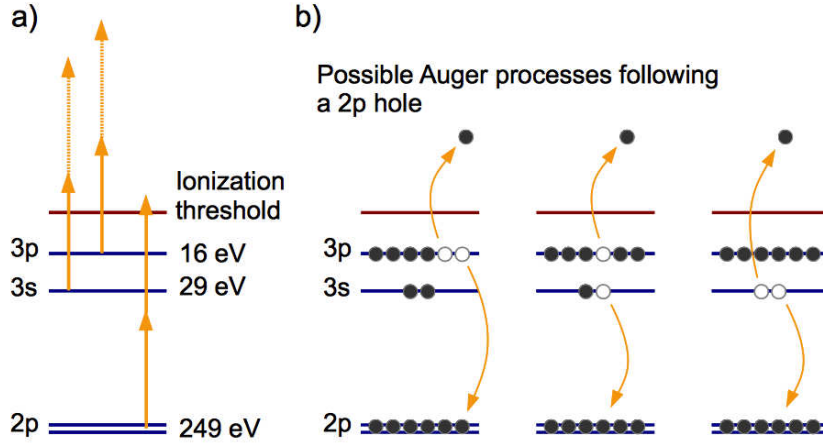 a)
Ionization
threshold
3p
16 eV
3s
29 eV
2p
249 eV
b)
Possible Auger processes following
a 2p hole
3p
3s
2p